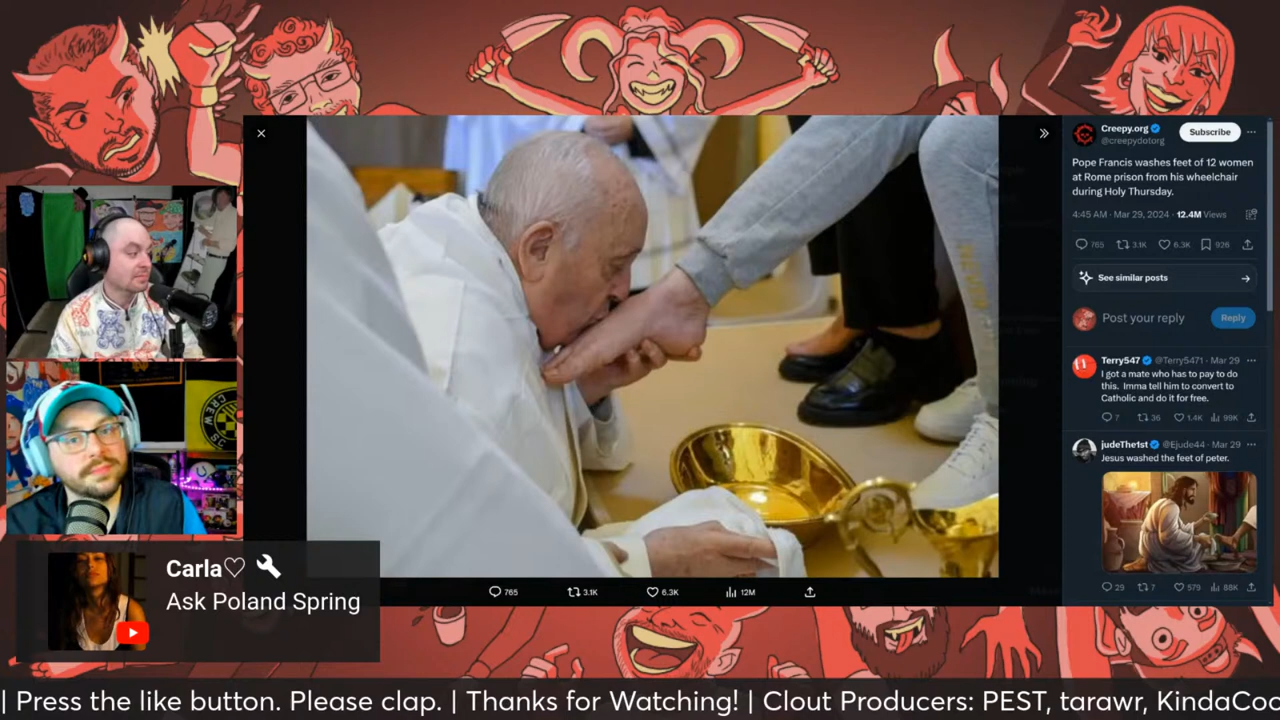 Creepy.org
@creepydotorg
Subscribe
Pope Francis washes feet of 12 women
at Rome prison from his wheelchair
during Holy Thursday.
4:45 AM · Mar 29, 2024 · 12.4M Views
765 3.1K 6.3K 926
See similar posts
Post your reply
Reply
Terry547 @Terry5471 · Mar 29
I got a mate who has to pay to do
this. Imma tell him to convert to
Catholic and do it for free.
7 36 1.4K 99K
judeThe1st @Ejude44 · Mar 29
Jesus washed the feet of peter.
29 7 579 88K
765 3.1K 6.3K 12M
CREW SC
Carla♡
Ask Poland Spring
| Press the like button. Please clap. | Thanks for Watching! | Clout Producers: PEST, tarawr, KindaCoo